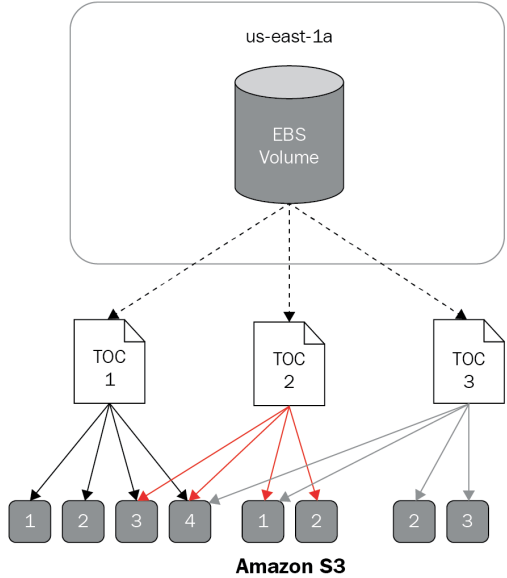 us-east-1a
EBS
Volume
TOC
1
TOC
2
TOC
3
1 2 3 4 1 2 2 3
Amazon S3